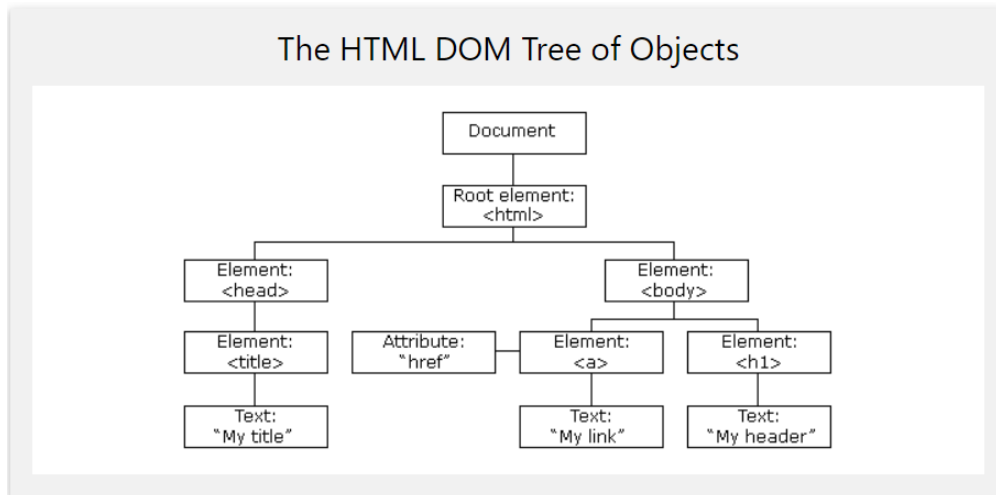 The HTML DOM Tree of Objects
Document
Root element:
<html>
Element:
<head>
Element:
<body>
Element:
<title>
Attribute:
“href”
Element:
<a>
Element:
<h1>
Text:
“My title”
Text:
“My link”
Text:
“My header”